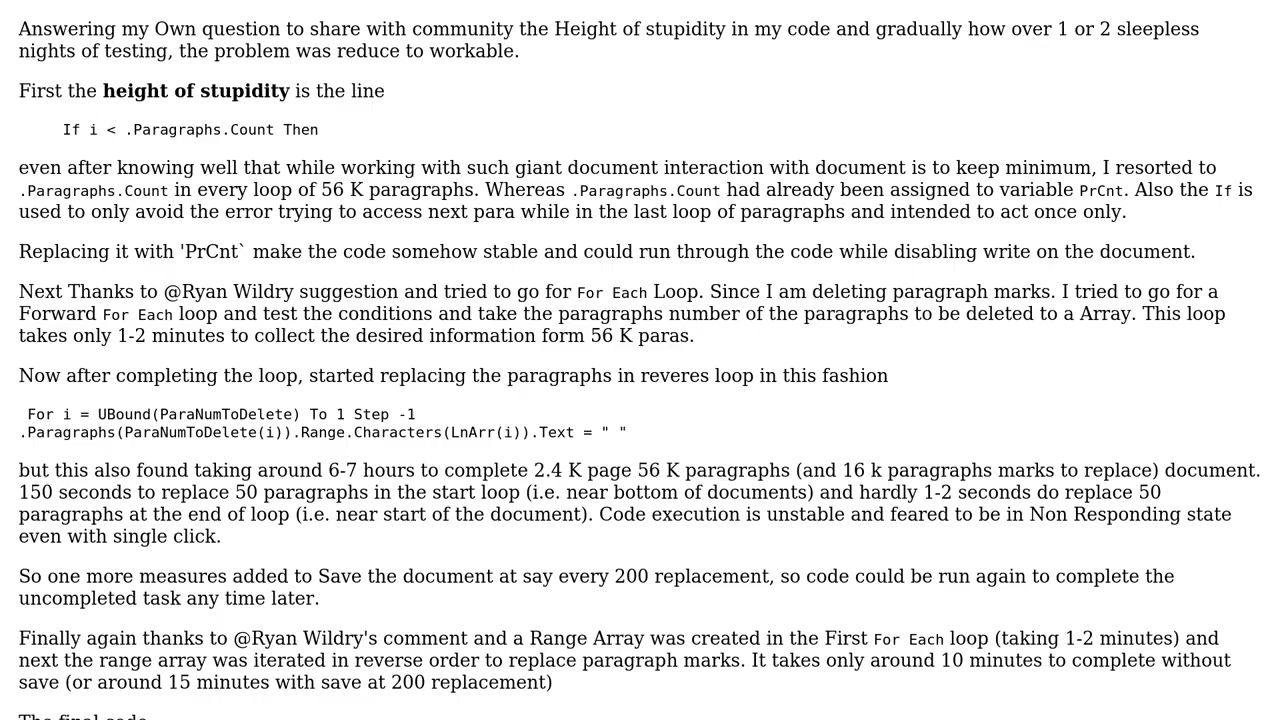 Answering my Own question to share with community the Height of stupidity in my code and gradually how over 1 or 2 sleepless
nights of testing, the problem was reduce to workable.
First the height of stupidity is the line
If i < .Paragraphs.Count Then
even after knowing well that while working with such giant document interaction with document is to keep minimum, I resorted to
.Paragraphs.Count in every loop of 56 K paragraphs. Whereas .Paragraphs.Count had already been assigned to variable PrCnt. Also the If is
used to only avoid the error trying to access next para while in the last loop of paragraphs and intended to act once only.
Replacing it with 'PrCnt` make the code somehow stable and could run through the code while disabling write on the document.
Next Thanks to @Ryan Wildry suggestion and tried to go for For Each Loop. Since I am deleting paragraph marks. I tried to go for a
Forward For Each loop and test the conditions and take the paragraphs number of the paragraphs to be deleted to a Array. This loop
takes only 1-2 minutes to collect the desired information form 56 K paras.
Now after completing the loop, started replacing the paragraphs in reveres loop in this fashion
For i = UBound(ParaNumToDelete) To 1 Step -1
.Paragraphs(ParaNumToDelete(i)).Range.Characters(LnArr(i)).Text = " "
but this also found taking around 6-7 hours to complete 2.4 K page 56 K paragraphs (and 16 k paragraphs marks to replace) document.
150 seconds to replace 50 paragraphs in the start loop (i.e. near bottom of documents) and hardly 1-2 seconds do replace 50
paragraphs at the end of loop (i.e. near start of the document). Code execution is unstable and feared to be in Non Responding state
even with single click.
So one more measures added to Save the document at say every 200 replacement, so code could be run again to complete the
uncompleted task any time later.
Finally again thanks to @Ryan Wildry's comment and a Range Array was created in the First For Each loop (taking 1-2 minutes) and
next the range array was iterated in reverse order to replace paragraph marks. It takes only around 10 minutes to complete without
save (or around 15 minutes with save at 200 replacement)
The final code